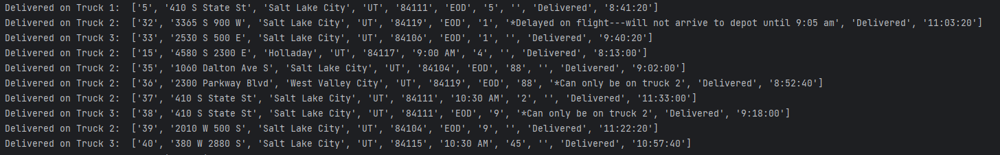 Delivered on Truck 1:  ['5', '410 S State St', 'Salt Lake City', 'UT', '84111', 'EOD', '5', '', 'Delivered', '8:41:20']
Delivered on Truck 2:  ['32', '3365 S 900 W', 'Salt Lake City', 'UT', '84119', 'EOD', '1', '*Delayed on flight---will not arrive to depot until 9:05 am', 'Delivered', '11:03:20']
Delivered on Truck 3:  ['33', '2530 S 500 E', 'Salt Lake City', 'UT', '84106', 'EOD', '1', '', 'Delivered', '9:40:20']
Delivered on Truck 2:  ['15', '4580 S 2300 E', 'Holladay', 'UT', '84117', '9:00 AM', '4', '', 'Delivered', '8:13:00']
Delivered on Truck 2:  ['35', '1060 Dalton Ave S', 'Salt Lake City', 'UT', '84104', 'EOD', '88', '', 'Delivered', '9:02:00']
Delivered on Truck 2:  ['36', '2300 Parkway Blvd', 'West Valley City', 'UT', '84119', 'EOD', '88', '*Can only be on truck 2', 'Delivered', '8:52:40']
Delivered on Truck 2:  ['37', '410 S State St', 'Salt Lake City', 'UT', '84111', '10:30 AM', '2', '', 'Delivered', '11:33:00']
Delivered on Truck 3:  ['38', '410 S State St', 'Salt Lake City', 'UT', '84111', 'EOD', '9', '*Can only be on truck 2', 'Delivered', '9:18:00']
Delivered on Truck 2:  ['39', '2010 W 500 S', 'Salt Lake City', 'UT', '84104', 'EOD', '9', '', 'Delivered', '11:22:20']
Delivered on Truck 3:  ['40', '380 W 2880 S', 'Salt Lake City', 'UT', '84115', '10:30 AM', '45', '', 'Delivered', '10:57:40']